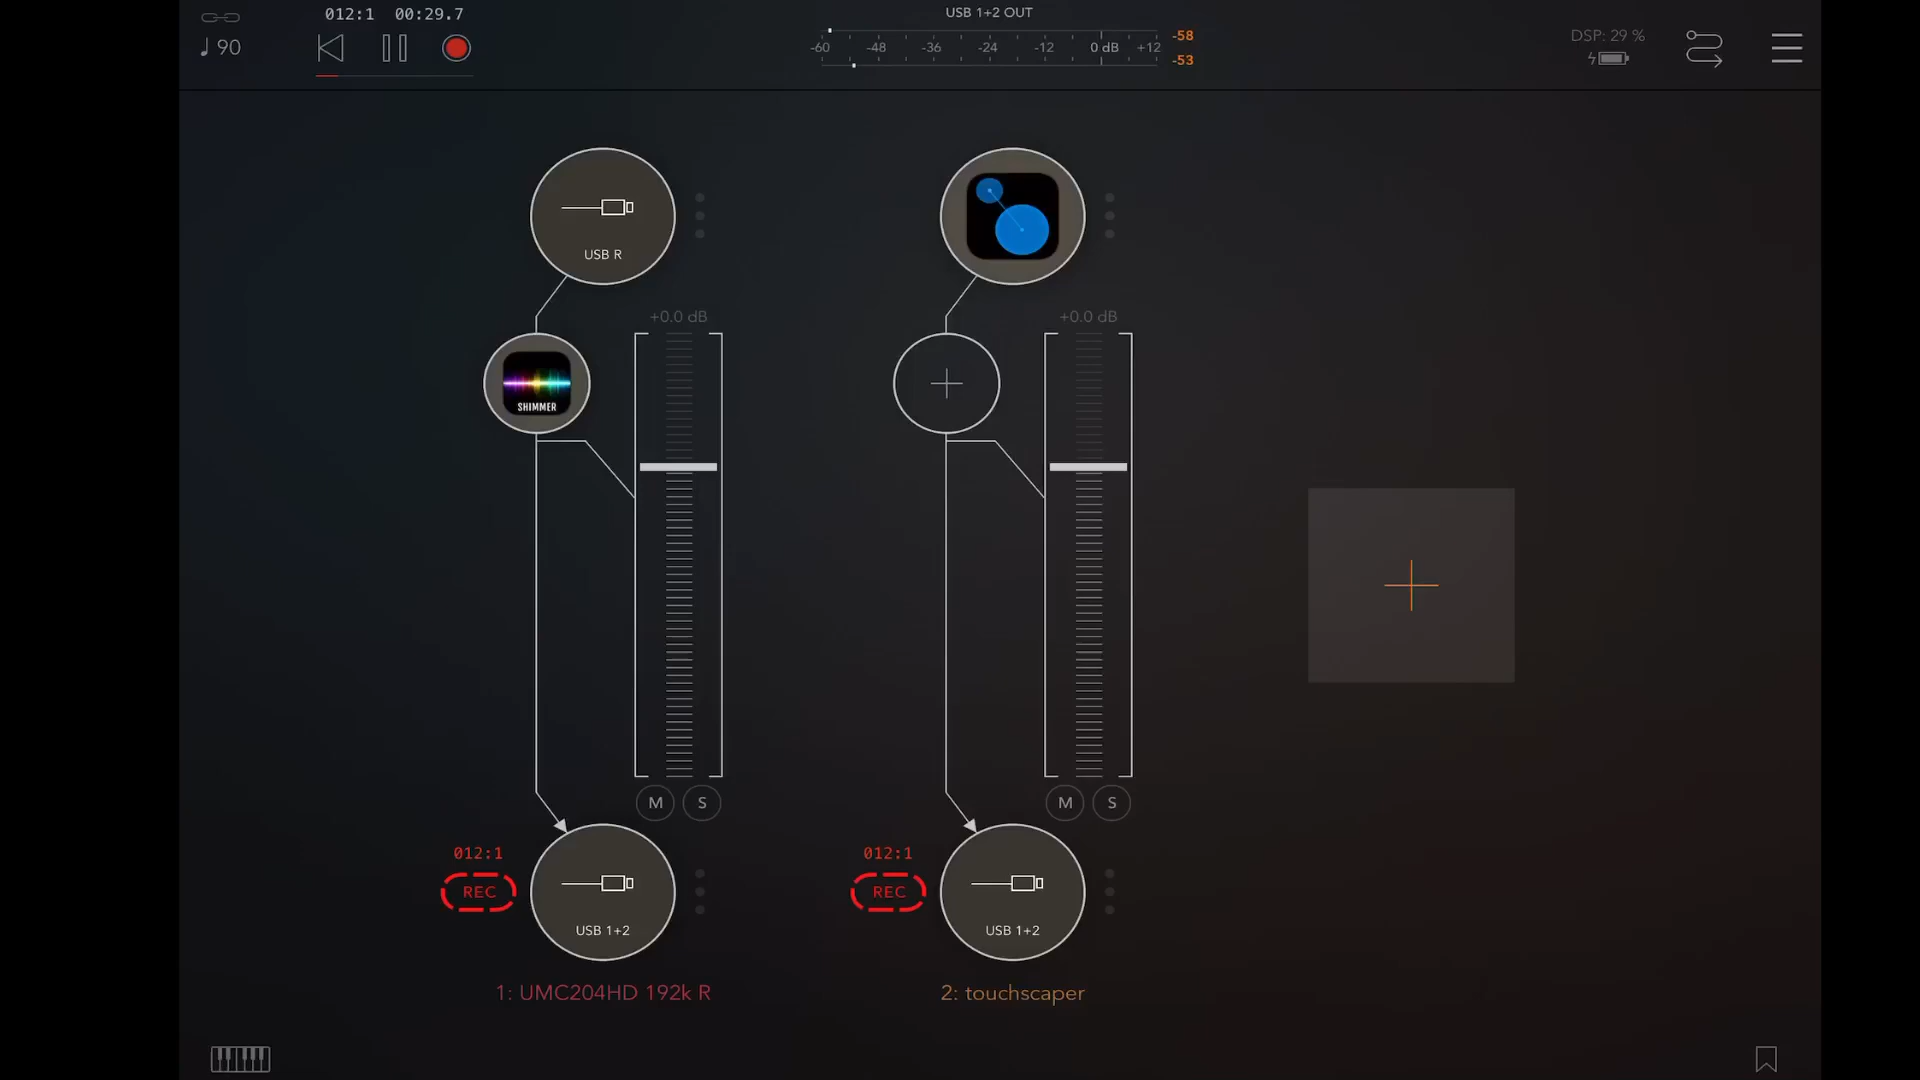 012:1 00:29.7
USB 1+2 OUT
♩ 90
-60 -48 -36 -24 -12 0 dB +12
-58
-53
DSP: 29 %
USB R
+0.0 dB
+0.0 dB
SHIMMER
M S
M S
012:1
REC
USB 1+2
012:1
REC
USB 1+2
1: UMC204HD 192k R
2: touchscaper